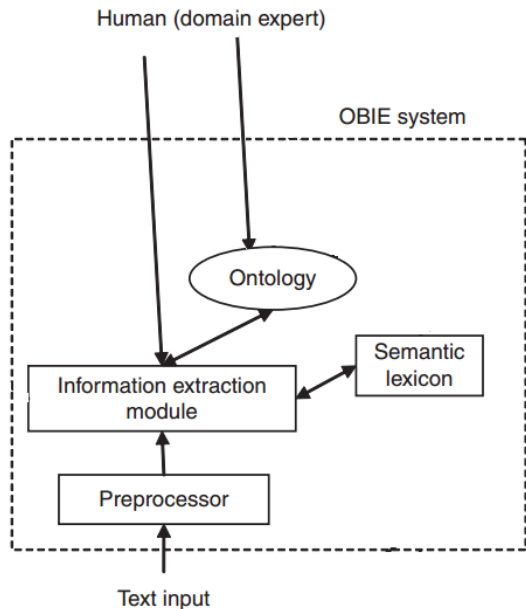 Human (domain expert)
OBIE system
Ontology
Semantic
lexicon
Information extraction
module
Preprocessor
Text input